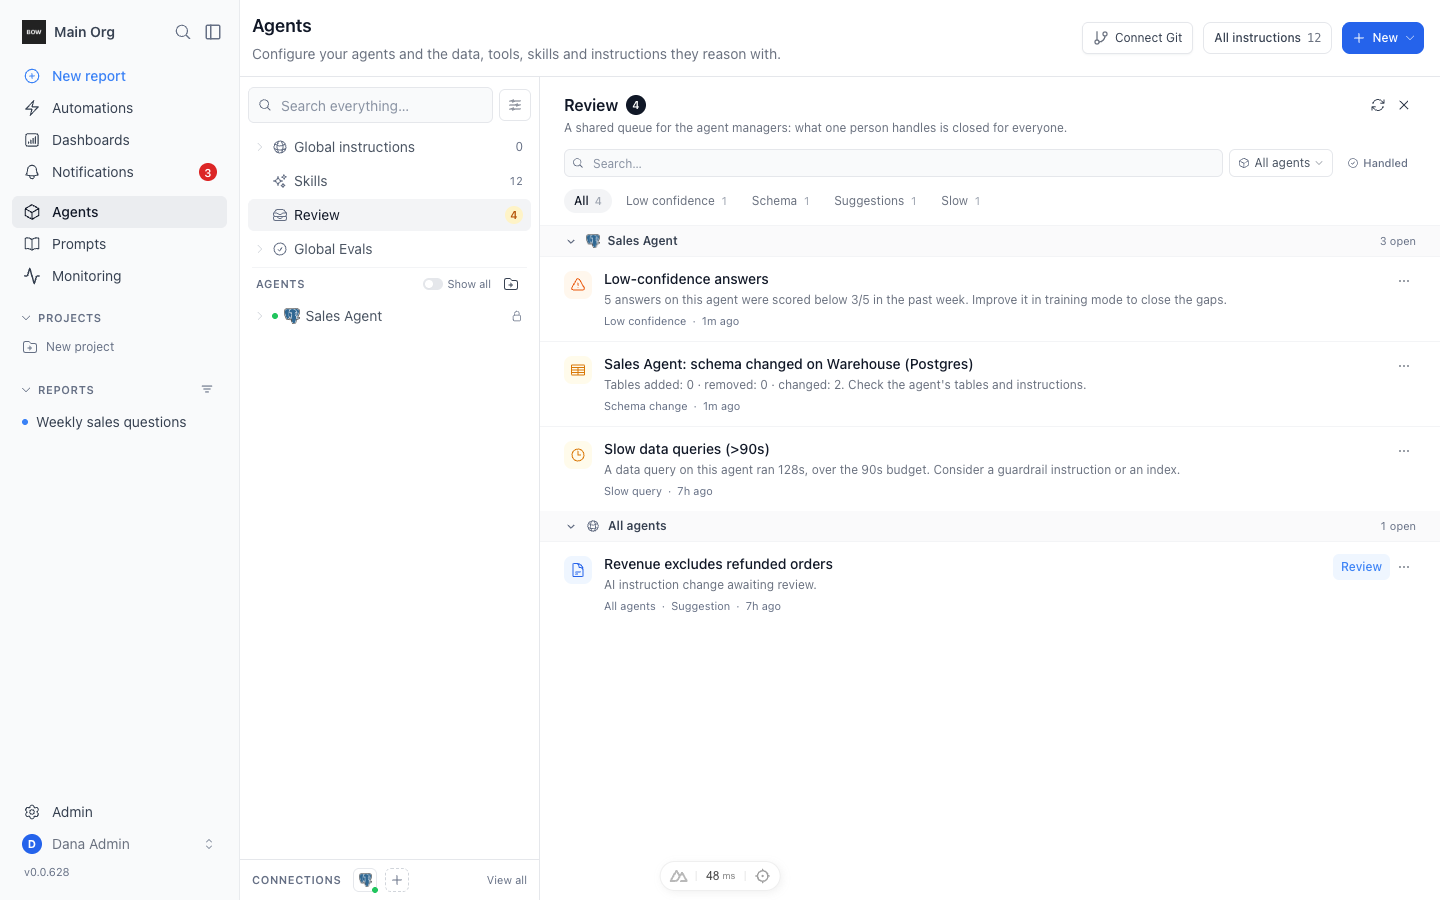 BOW
Main Org
New report
Automations
Dashboards
Notifications
3
Agents
Prompts
Monitoring
PROJECTS
New project
REPORTS
Weekly sales questions
Admin
D
Dana Admin
v0.0.628
Agents
Configure your agents and the data, tools, skills and instructions they reason with.
Connect Git
All instructions 12
New
Search everything...
Global instructions 0
Skills 12
Review 4
Global Evals
AGENTS
Show all
Sales Agent
CONNECTIONS
View all
Review 4
A shared queue for the agent managers: what one person handles is closed for everyone.
Search...
All agents
Handled
All 4
Low confidence 1
Schema 1
Suggestions 1
Slow 1
Sales Agent
3 open
Low-confidence answers
5 answers on this agent were scored below 3/5 in the past week. Improve it in training mode to close the gaps.
Low confidence · 1m ago
Sales Agent: schema changed on Warehouse (Postgres)
Tables added: 0 · removed: 0 · changed: 2. Check the agent's tables and instructions.
Schema change · 1m ago
Slow data queries (>90s)
A data query on this agent ran 128s, over the 90s budget. Consider a guardrail instruction or an index.
Slow query · 7h ago
All agents
1 open
Revenue excludes refunded orders
AI instruction change awaiting review.
All agents · Suggestion · 7h ago
Review
48 ms